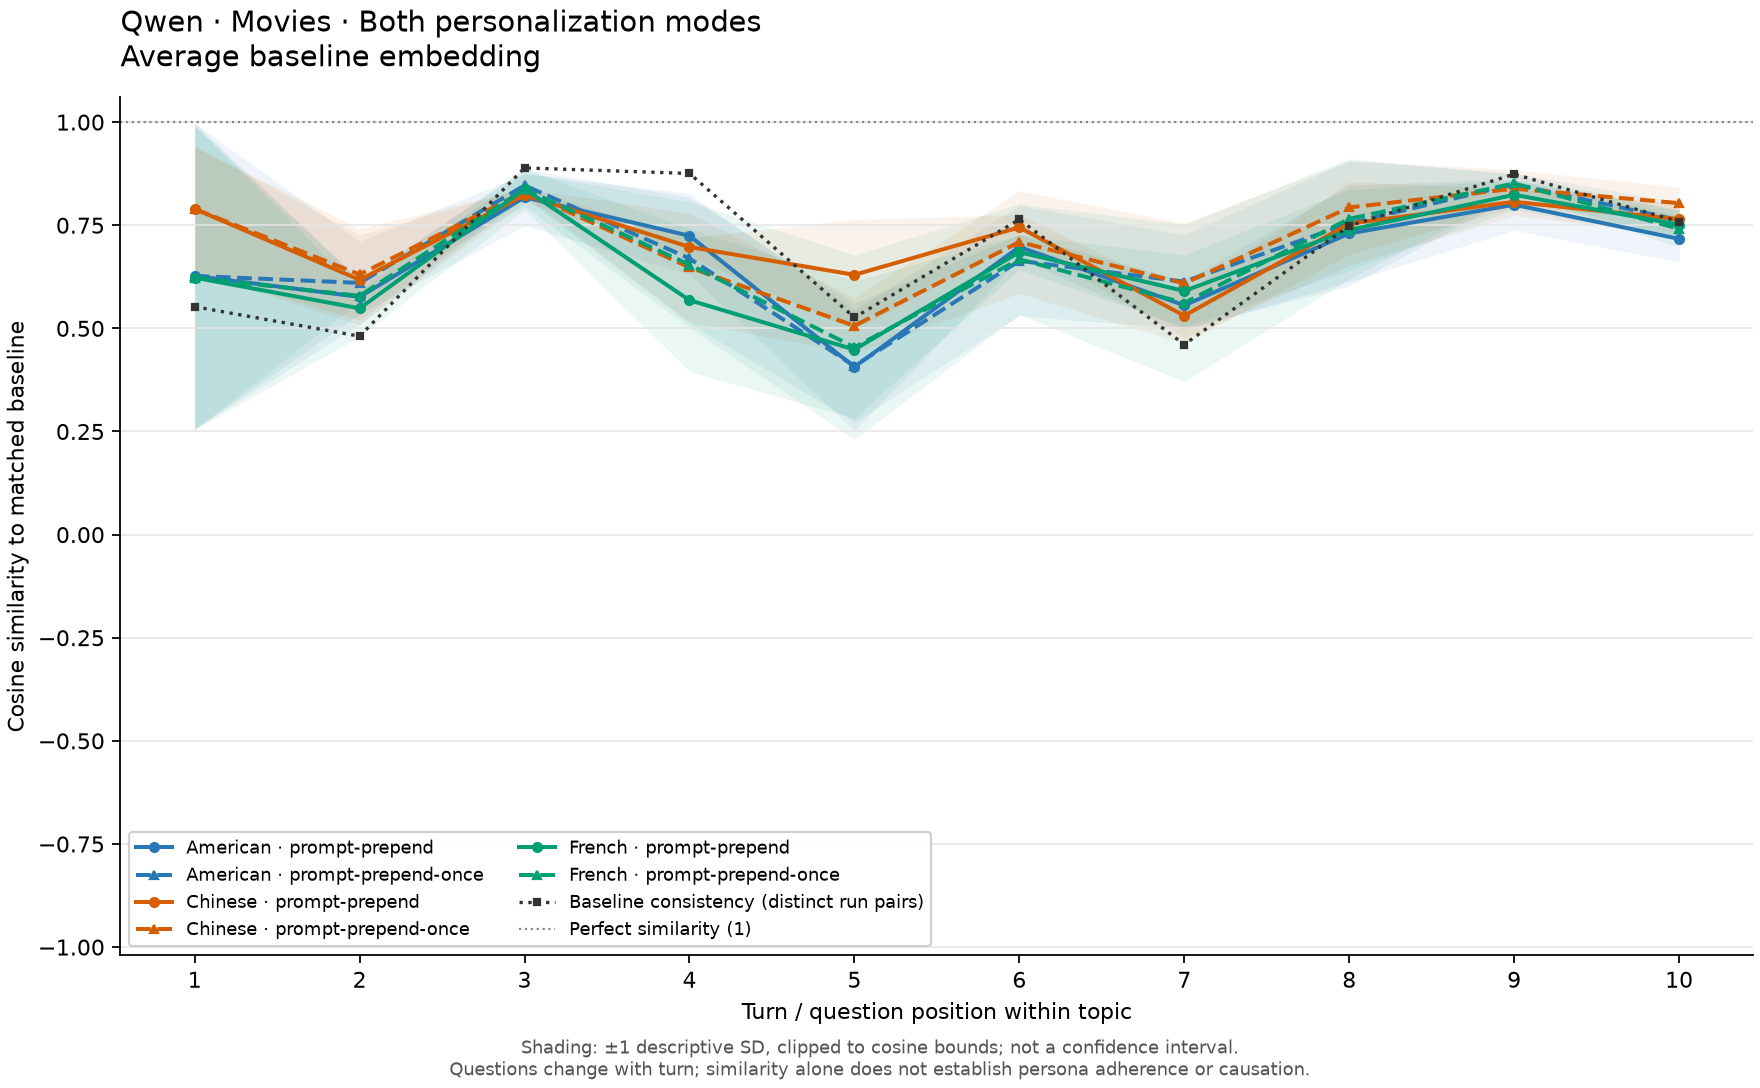 Qwen · Movies · Both personalization modes
Average baseline embedding
Cosine similarity to matched baseline
1.00
0.75
0.50
0.25
0.00
−0.25
−0.50
−0.75
−1.00
American · prompt-prepend
American · prompt-prepend-once
Chinese · prompt-prepend
Chinese · prompt-prepend-once
French · prompt-prepend
French · prompt-prepend-once
Baseline consistency (distinct run pairs)
Perfect similarity (1)
1 2 3 4 5 6 7 8 9 10
Turn / question position within topic
Shading: ±1 descriptive SD, clipped to cosine bounds; not a confidence interval.
Questions change with turn; similarity alone does not establish persona adherence or causation.